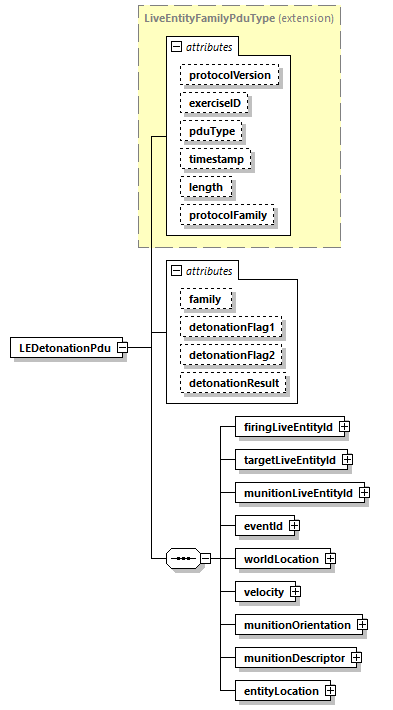 LiveEntityFamilyPduType (extension)
attributes
protocolVersion
exerciseID
pduType
timestamp
length
protocolFamily
attributes
family
detonationFlag1
detonationFlag2
detonationResult
LEDetonationPdu
firingLiveEntityId
targetLiveEntityId
munitionLiveEntityId
eventId
worldLocation
velocity
munitionOrientation
munitionDescriptor
entityLocation